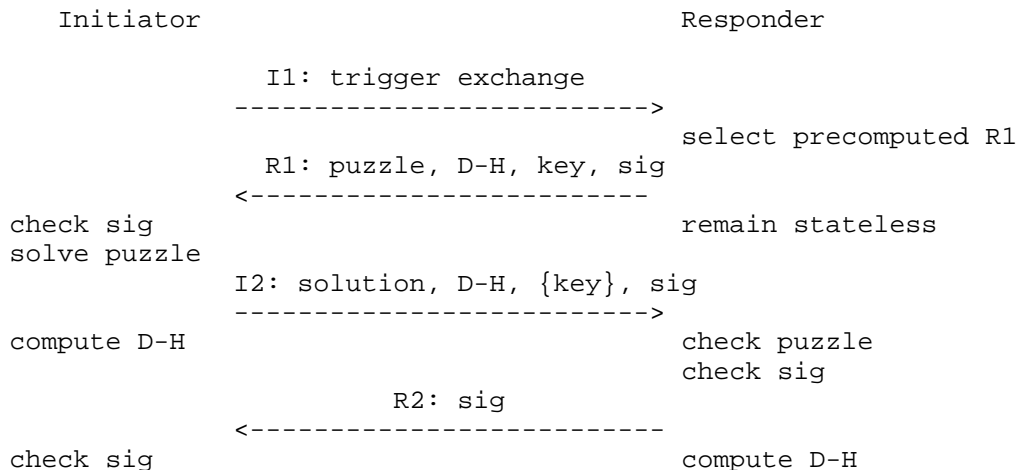 Initiator                              Responder
I1: trigger exchange
-------------------------->
select precomputed R1
R1: puzzle, D-H, key, sig
<-------------------------
check sig                              remain stateless
solve puzzle
I2: solution, D-H, {key}, sig
-------------------------->
compute D-H                            check puzzle
check sig
R2: sig
<--------------------------
check sig                              compute D-H